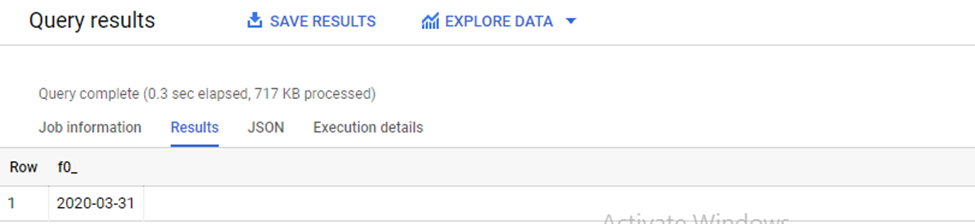 Query results SAVE RESULTS EXPLORE DATA
Query complete (0.3 sec elapsed, 717 KB processed)
Job information Results JSON Execution details
Row f0_
1 2020-03-31
Activate Windows